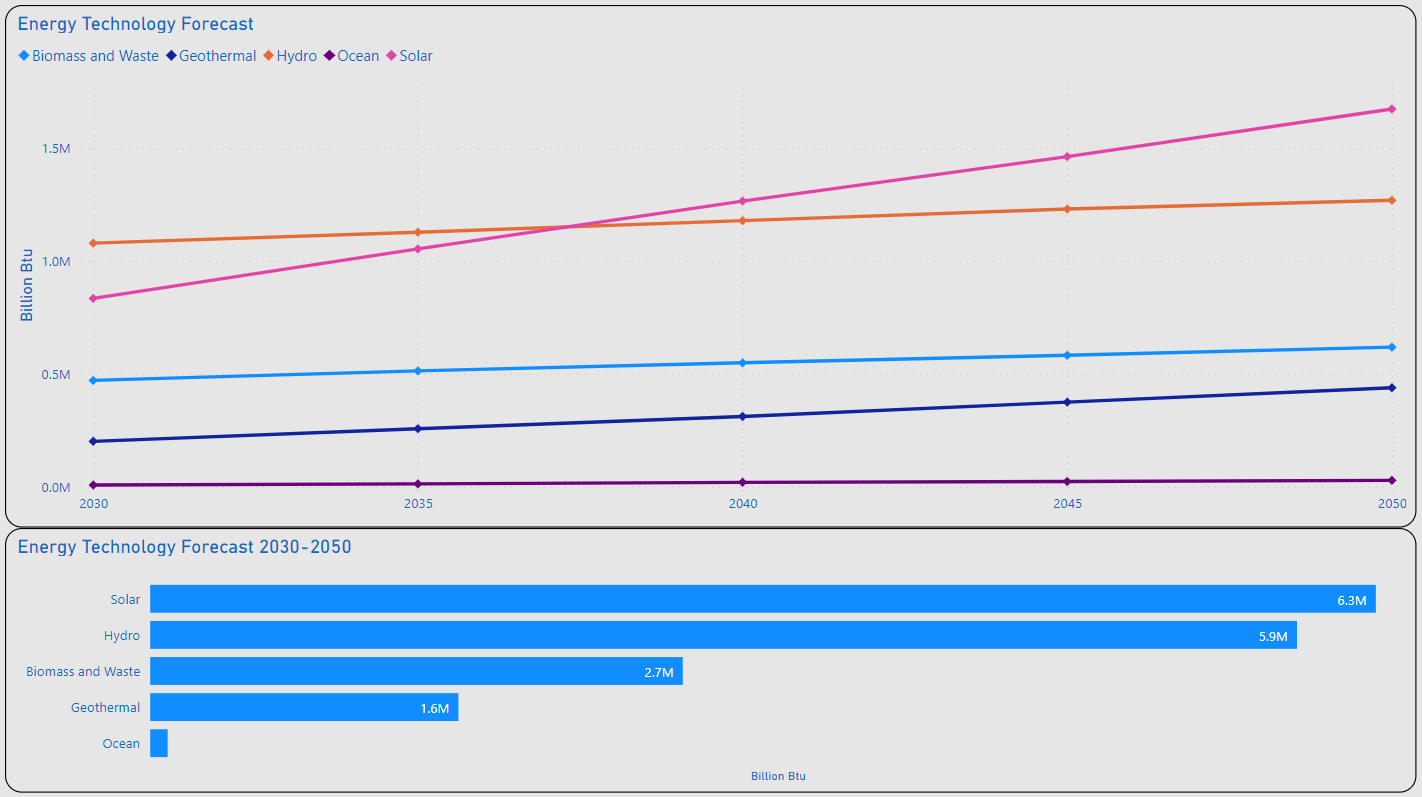 Energy Technology Forecast
Biomass and Waste Geothermal Hydro Ocean Solar
Billion Btu
1.5M
1.0M
0.5M
0.0M
2030 2035 2040 2045 2050
Energy Technology Forecast 2030-2050
Solar 6.3M
Hydro 5.9M
Biomass and Waste 2.7M
Geothermal 1.6M
Ocean
Billion Btu